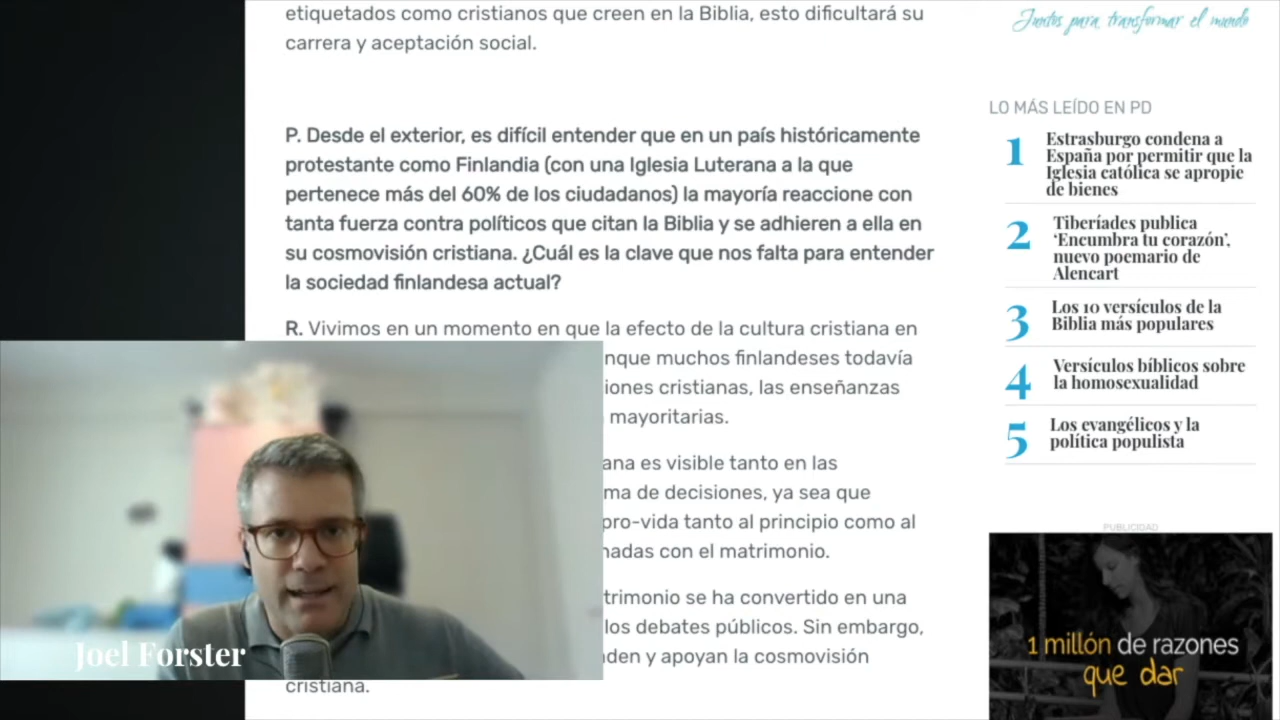 etiquetados como cristianos que creen en la Biblia, esto dificultará su
carrera y aceptación social.
P. Desde el exterior, es difícil entender que en un país históricamente
protestante como Finlandia (con una Iglesia Luterana a la que
pertenece más del 60% de los ciudadanos) la mayoría reaccione con
tanta fuerza contra políticos que citan la Biblia y se adhieren a ella en
su cosmovisión cristiana. ¿Cuál es la clave que nos falta para entender
la sociedad finlandesa actual?
R. Vivimos en un momento en que la efecto de la cultura cristiana en
nque muchos finlandeses todavía
iones cristianas, las enseñanzas
mayoritarias.
ana es visible tanto en las
ma de decisiones, ya sea que
pro-vida tanto al principio como al
nadas con el matrimonio.
trimonio se ha convertido en una
los debates públicos. Sin embargo,
den y apoyan la cosmovisión
cristiana.
Joel Forster
Juntos para transformar el mundo
LO MÁS LEÍDO EN PD
1 Estrasburgo condena a
España por permitir que la
Iglesia católica se apropie
de bienes
2 Tiberíades publica
‘Encumbra tu corazón’,
nuevo poemario de
Alencart
3 Los 10 versículos de la
Biblia más populares
4 Versículos bíblicos sobre
la homosexualidad
5 Los evangélicos y la
política populista
PUBLICIDAD
1 millón de razones
que dar